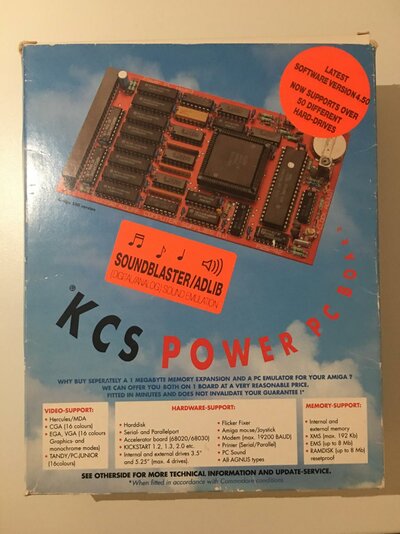 LATEST
SOFTWARE VERSION 4.50
NOW SUPPORTS OVER
50 DIFFERENT
HARD-DRIVES
Amiga 500 version
SOUNDBLASTER/ADLIB
(DIGITAL/ANALOG) SOUND EMULATION
® KCS POWER PC BOARD
WHY BUY SEPERATELY A 1 MEGABYTE MEMORY EXPANSION AND A PC EMULATOR FOR YOUR AMIGA ?
WE CAN OFFER YOU BOTH ON 1 BOARD AT A VERY REASONABLE PRICE,
FITTED IN MINUTES AND DOES NOT INVALIDATE YOUR GUARANTEE !*
VIDEO-SUPPORT:
• Hercules/MDA
• CGA (16 colours)
• EGA, VGA (16 colours
Graphics- and
monochrome modes)
• TANDY/PCJUNIOR
(16colours)
HARDWARE-SUPPORT:
• Harddisk
• Serial- and Parallelport
• Accelerator board (68020/68030)
• KICKSTART 1.2, 1.3, 2.0 etc.
• Internal and external drives 3.5"
and 5.25" (max. 4 drives).
• Flicker Fixer
• Amiga mouse/Joystick
• Modem (max. 19200 BAUD)
• Printer (Serial/Parallel)
• PC Sound
• All AGNUS types
MEMORY-SUPPORT:
• Internal and
external memory
• XMS (max. 192 Kb)
• EMS (up to 8 Mb)
• RAMDISK (up to 8 Mb)
resetproof
SEE OTHERSIDE FOR MORE TECHNICAL INFORMATION AND UPDATE-SERVICE.
*When fitted in accordance with Commodore conditions